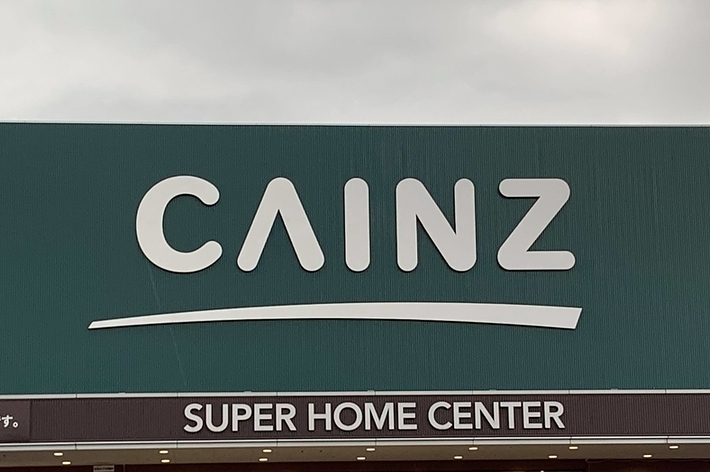 CAINZ
す。
SUPER HOME CENTER